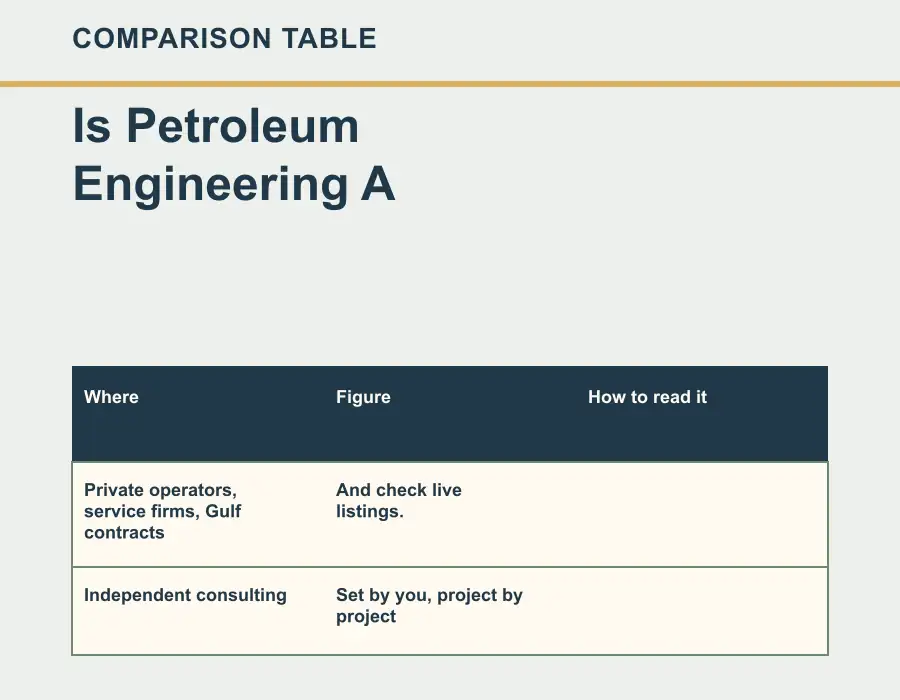 COMPARISON TABLE
Is Petroleum
Engineering A
Where
Figure
How to read it
Private operators,
service firms, Gulf
contracts
And check live
listings.
Independent consulting
Set by you, project by
project